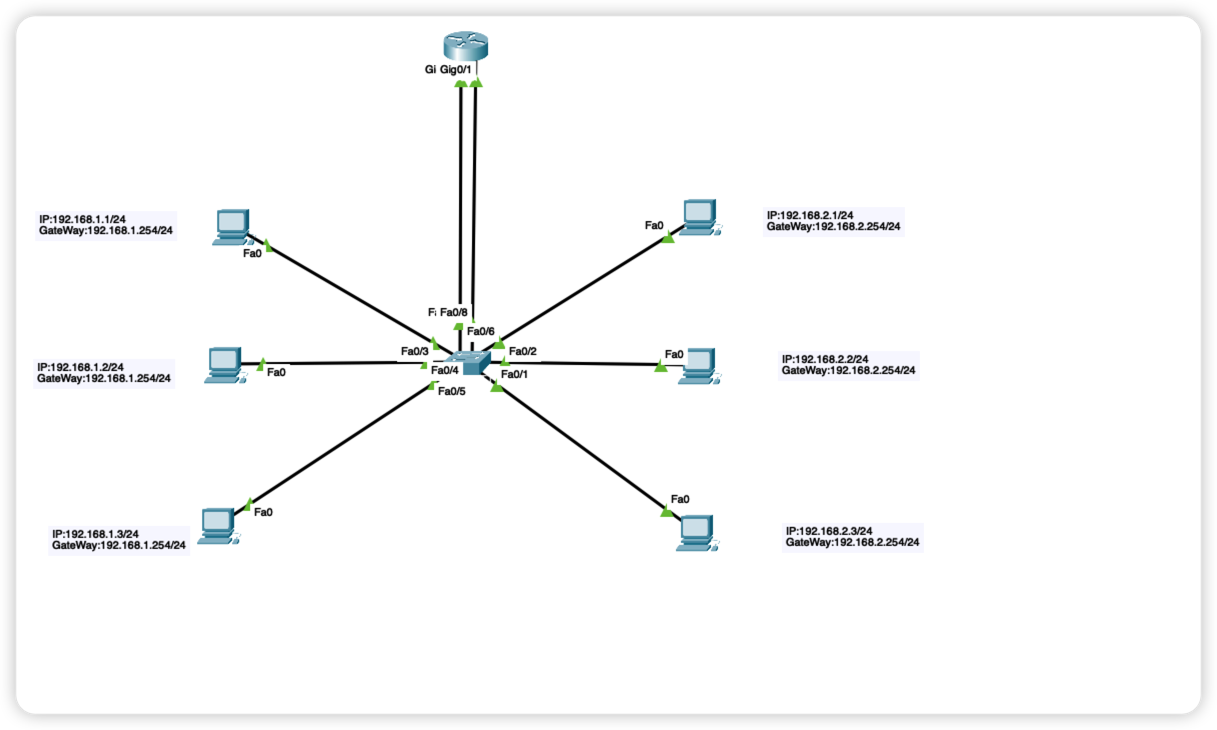 Gi Gig0/1
IP:192.168.1.1/24
GateWay:192.168.1.254/24
Fa0
Fa0
IP:192.168.2.1/24
GateWay:192.168.2.254/24
Fa0/8
Fa0/6
Fa0/3
Fa0/2
IP:192.168.1.2/24
GateWay:192.168.1.254/24
Fa0
Fa0/4
Fa0/1
Fa0
IP:192.168.2.2/24
GateWay:192.168.2.254/24
Fa0/5
IP:192.168.1.3/24
GateWay:192.168.1.254/24
Fa0
Fa0
IP:192.168.2.3/24
GateWay:192.168.2.254/24